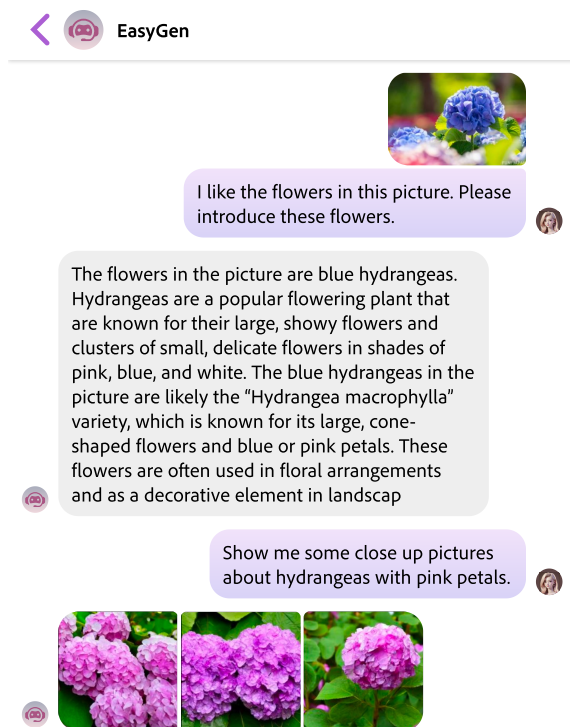 EasyGen
I like the flowers in this picture. Please
introduce these flowers.
The flowers in the picture are blue hydrangeas.
Hydrangeas are a popular flowering plant that
are known for their large, showy flowers and
clusters of small, delicate flowers in shades of
pink, blue, and white. The blue hydrangeas in the
picture are likely the “Hydrangea macrophylla”
variety, which is known for its large, cone-
shaped flowers and blue or pink petals. These
flowers are often used in floral arrangements
and as a decorative element in landscap
Show me some close up pictures
about hydrangeas with pink petals.